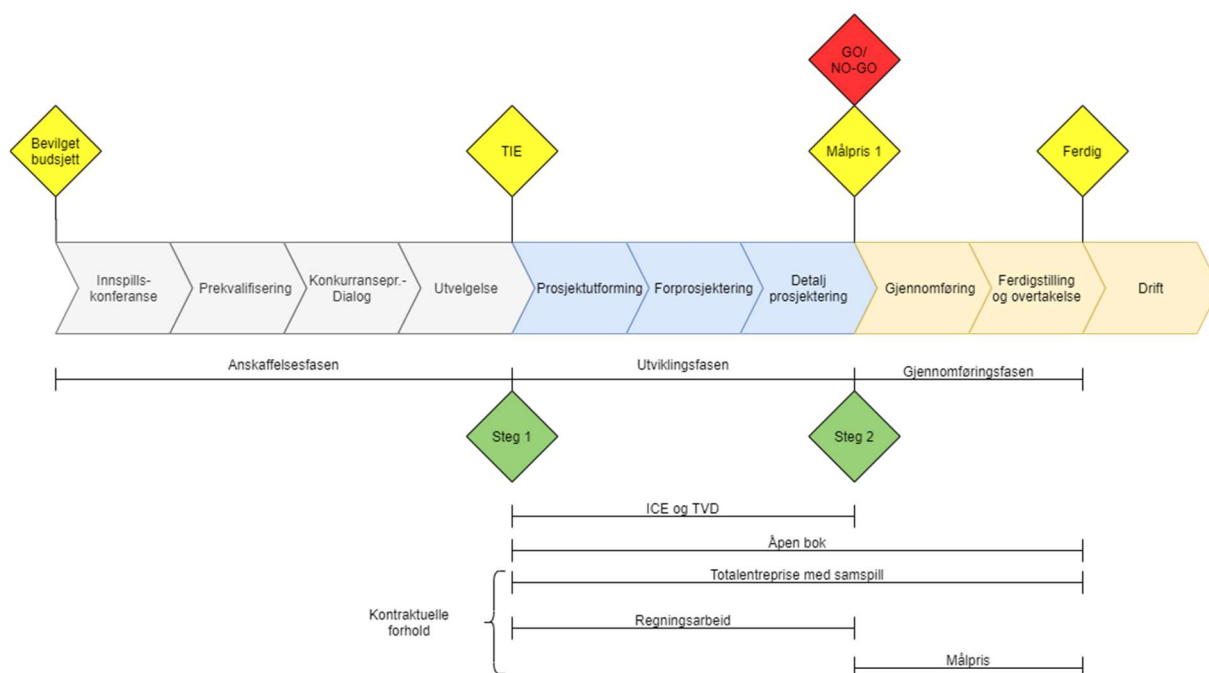 GO/
NO-GO
Bevilget
budsjett
TIE
Målpris 1
Ferdig
Innspills-
konferanse
Prekvalifisering
Konkurransepr.-
Dialog
Utvelgelse
Prosjektutforming
Forprosjektering
Detalj
prosjektering
Gjennomføring
Ferdigstilling
og overtakelse
Drift
Anskaffelsesfasen
Utviklingsfasen
Gjennomføringsfasen
Steg 1
Steg 2
ICE og TVD
Åpen bok
Totalentreprise med samspill
Kontraktuelle
forhold
Regningsarbeid
Målpris